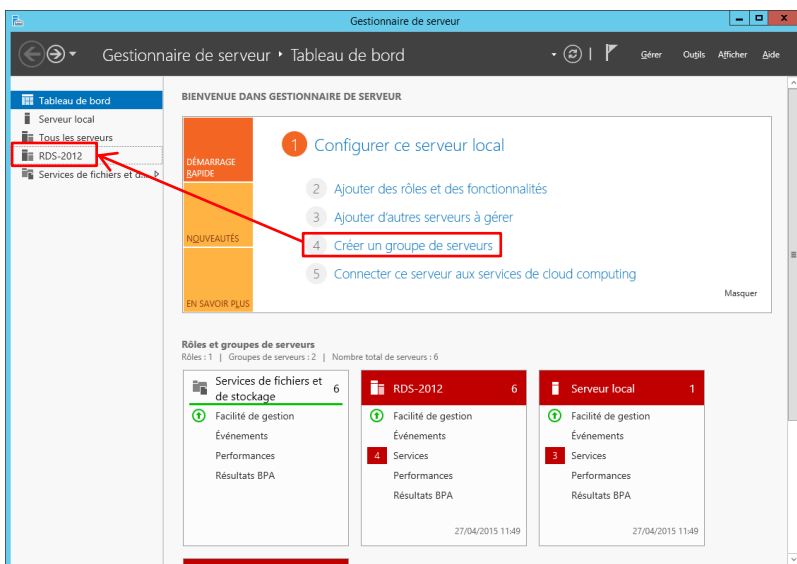 Gestionnaire de serveur
Gestionnaire de serveur ‣ Tableau de bord
Gérer Outils Afficher Aide
Tableau de bord
Serveur local
Tous les serveurs
RDS-2012
Services de fichiers et d...
BIENVENUE DANS GESTIONNAIRE DE SERVEUR
DÉMARRAGE
RAPIDE
NOUVEAUTÉS
EN SAVOIR PLUS
1 Configurer ce serveur local
2 Ajouter des rôles et des fonctionnalités
3 Ajouter d'autres serveurs à gérer
4 Créer un groupe de serveurs
5 Connecter ce serveur aux services de cloud computing
Masquer
Rôles et groupes de serveurs
Rôles : 1 | Groupes de serveurs : 2 | Nombre total de serveurs : 6
Services de fichiers et
de stockage
6
Facilité de gestion
Événements
Performances
Résultats BPA
RDS-2012 6
Facilité de gestion
Événements
4 Services
Performances
Résultats BPA
27/04/2015 11:49
Serveur local 1
Facilité de gestion
Événements
3 Services
Performances
Résultats BPA
27/04/2015 11:49